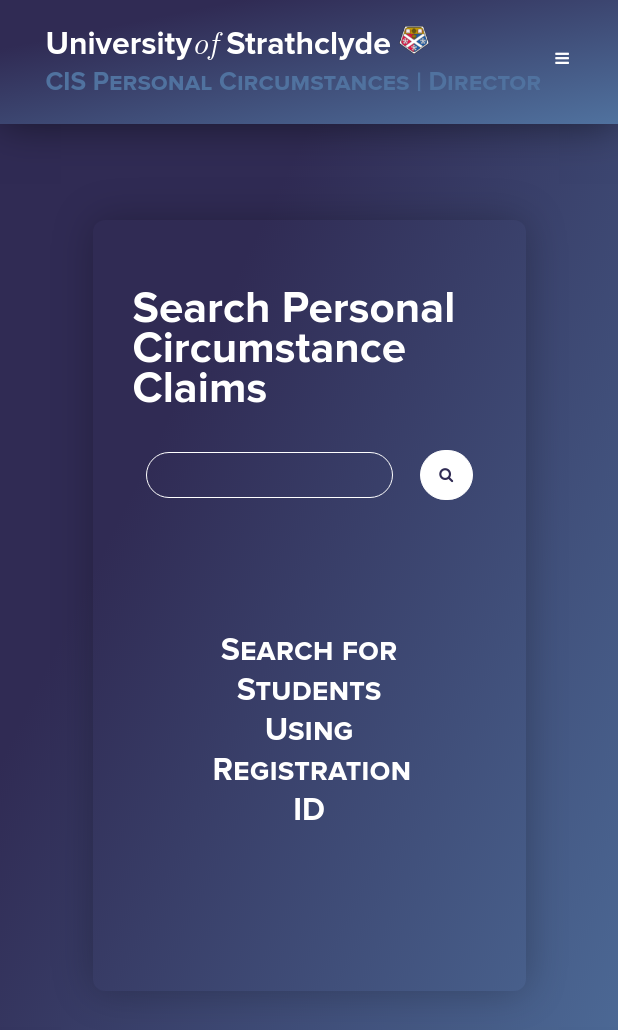 University of Strathclyde
CIS Personal Circumstances | Director
Search Personal
Circumstance
Claims
Search for
Students
Using
Registration
ID